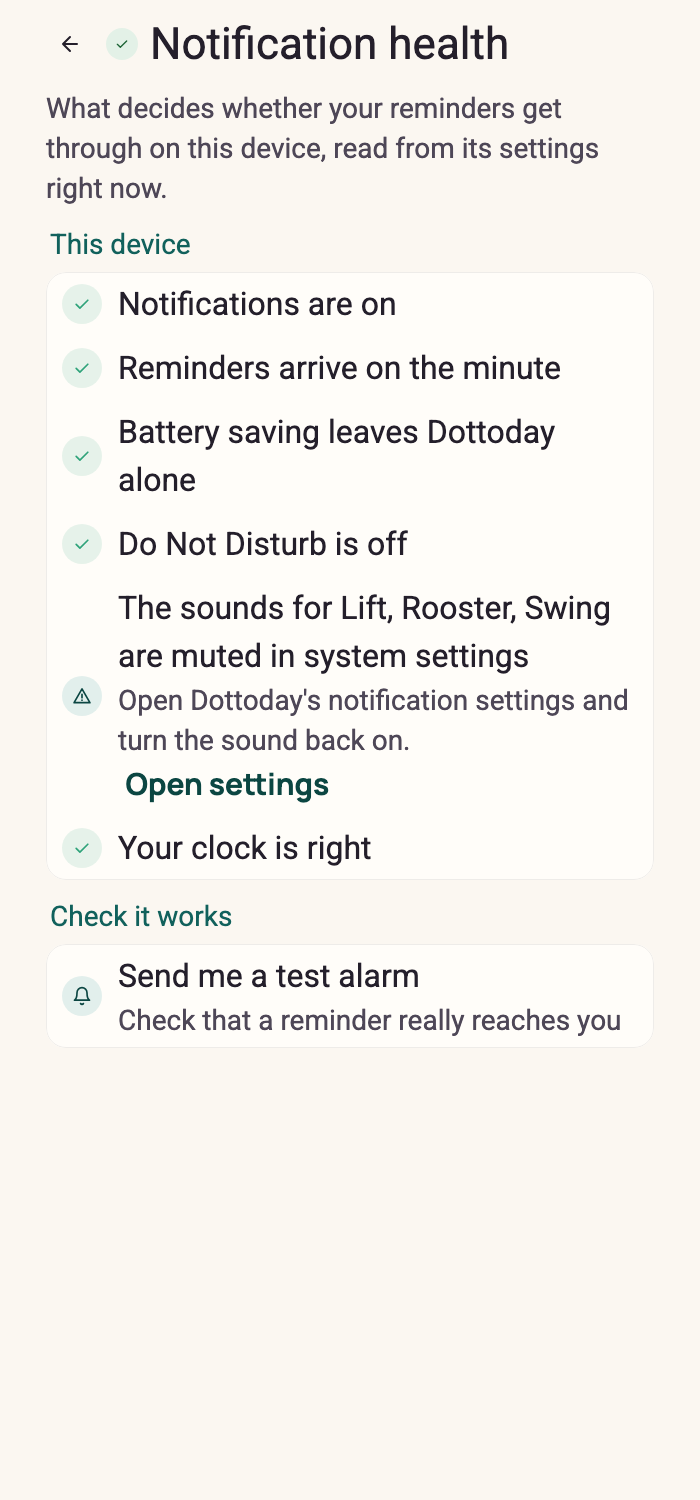 Notification health
What decides whether your reminders get
through on this device, read from its settings
right now.
This device
Notifications are on
Reminders arrive on the minute
Battery saving leaves Dottoday
alone
Do Not Disturb is off
The sounds for Lift, Rooster, Swing
are muted in system settings
Open Dottoday's notification settings and
turn the sound back on.
Open settings
Your clock is right
Check it works
Send me a test alarm
Check that a reminder really reaches you